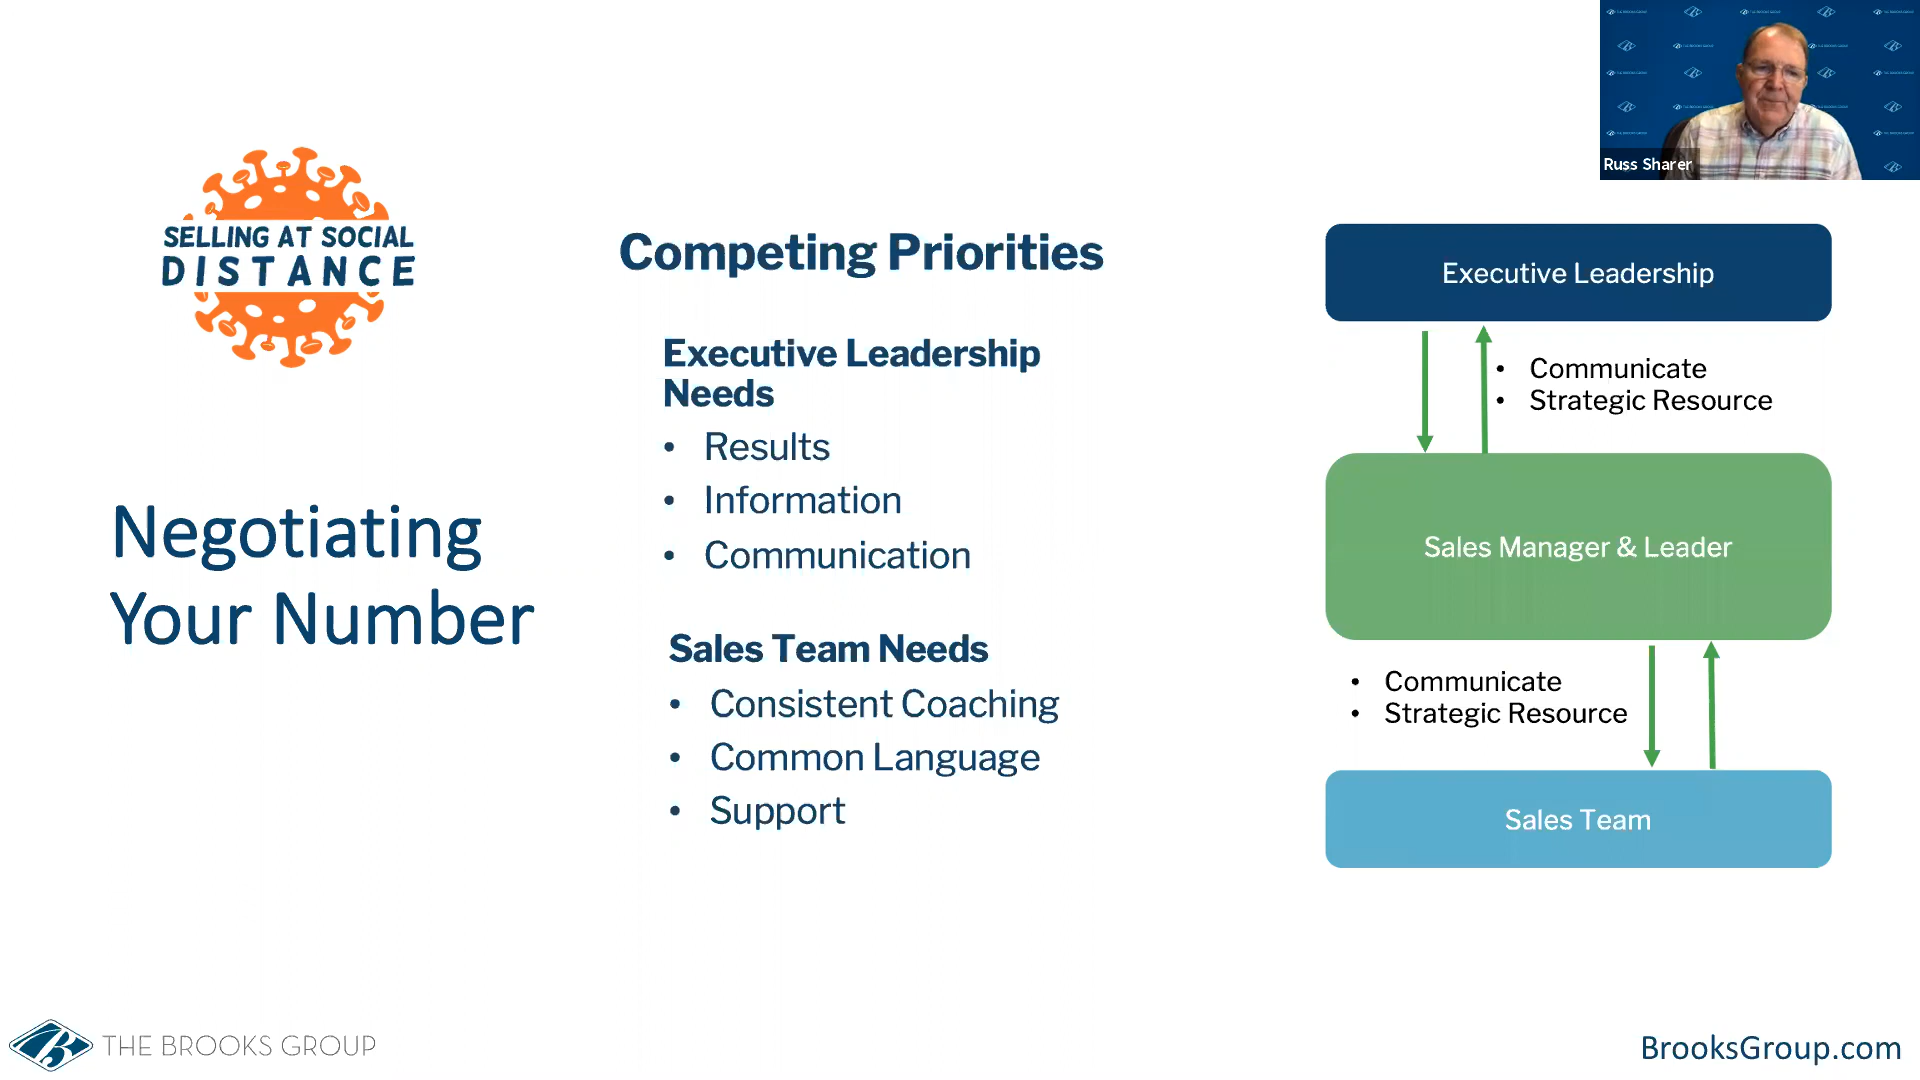 Russ Sharer
SELLING AT SOCIAL
DISTANCE
Negotiating
Your Number
Competing Priorities
Executive Leadership
Needs
• Results
• Information
• Communication
Sales Team Needs
• Consistent Coaching
• Common Language
• Support
Executive Leadership
• Communicate
• Strategic Resource
Sales Manager & Leader
• Communicate
• Strategic Resource
Sales Team
THE BROOKS GROUP
BrooksGroup.com